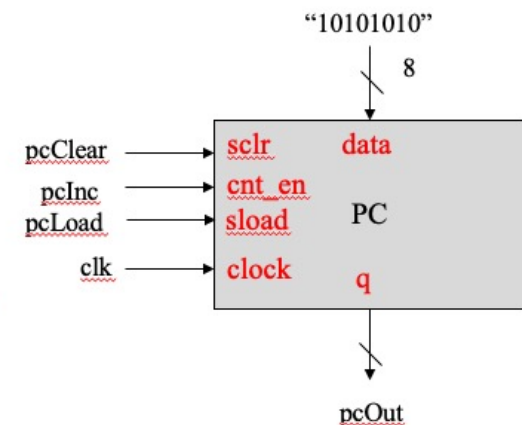 “10101010”
8
pcClear
sclr
data
pcInc
cnt_en
pcLoad
sload
PC
clk
clock
q
pcOut